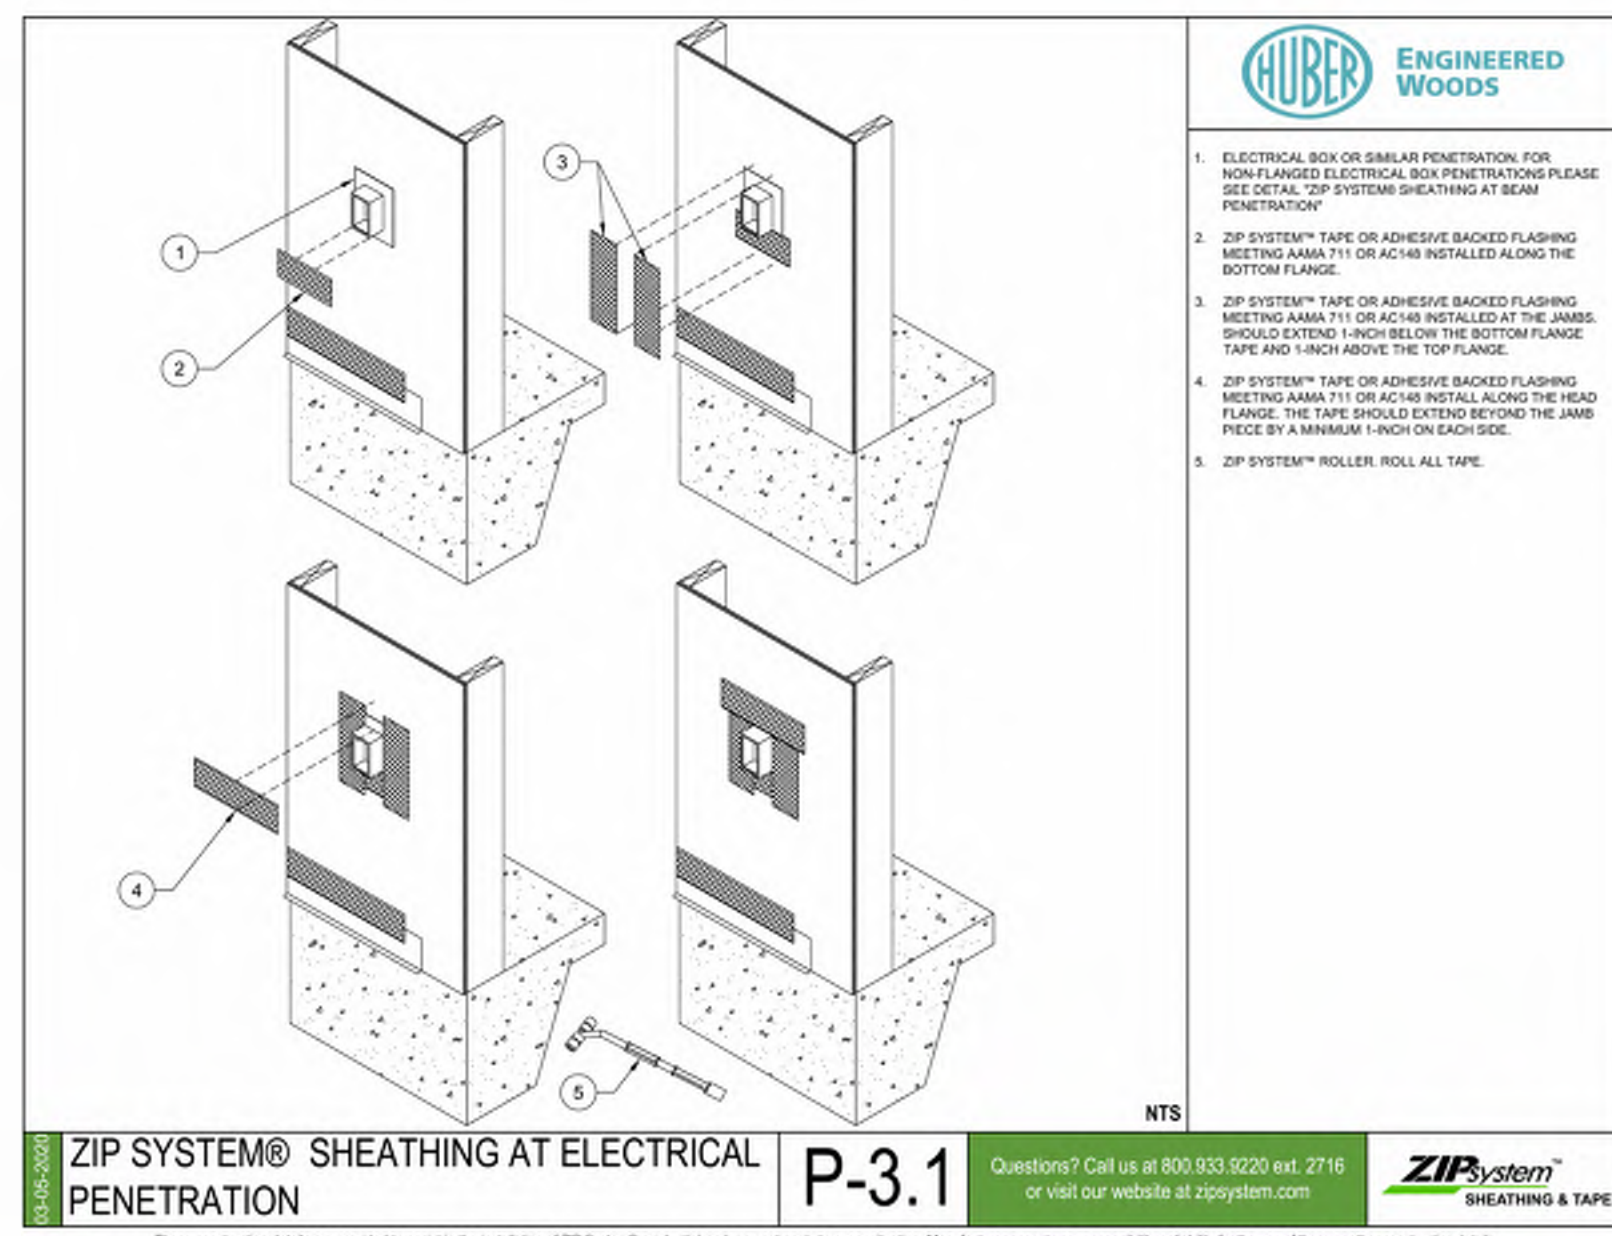 HUBER
ENGINEERED
WOODS
1. ELECTRICAL BOX OR SIMILAR PENETRATION. FOR
NON-FLANGED ELECTRICAL BOX PENETRATIONS PLEASE
SEE DETAIL "ZIP SYSTEM® SHEATHING AT BEAM
PENETRATION"
2. ZIP SYSTEM™ TAPE OR ADHESIVE BACKED FLASHING
MEETING AAMA 711 OR AC148 INSTALLED ALONG THE
BOTTOM FLANGE.
3. ZIP SYSTEM™ TAPE OR ADHESIVE BACKED FLASHING
MEETING AAMA 711 OR AC148 INSTALLED AT THE JAMBS.
SHOULD EXTEND 1-INCH BELOW THE BOTTOM FLANGE
TAPE AND 1-INCH ABOVE THE TOP FLANGE.
4. ZIP SYSTEM™ TAPE OR ADHESIVE BACKED FLASHING
MEETING AAMA 711 OR AC148 INSTALL ALONG THE HEAD
FLANGE. THE TAPE SHOULD EXTEND BEYOND THE JAMB
PIECE BY A MINIMUM 1-INCH ON EACH SIDE.
5. ZIP SYSTEM™ ROLLER. ROLL ALL TAPE.
1
2
3
4
5
NTS
03-05-2020
ZIP SYSTEM® SHEATHING AT ELECTRICAL
PENETRATION
P-3.1
Questions? Call us at 800.933.9220 ext. 2716
or visit our website at zipsystem.com
ZIPsystem™
SHEATHING & TAPE